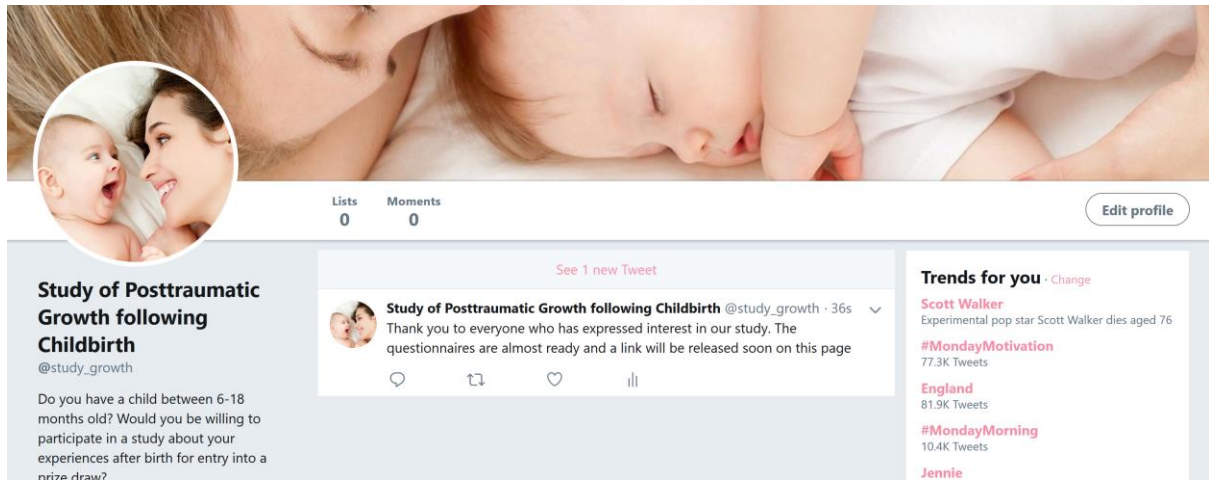 Lists
0
Moments
0
Edit profile
Study of Posttraumatic
Growth following
Childbirth
@study_growth
Do you have a child between 6-18
months old? Would you be willing to
participate in a study about your
experiences after birth for entry into a
prize draw?
See 1 new Tweet
Study of Posttraumatic Growth following Childbirth @study_growth · 36s
Thank you to everyone who has expressed interest in our study. The
questionnaires are almost ready and a link will be released soon on this page
Trends for you · Change
Scott Walker
Experimental pop star Scott Walker dies aged 76
#MondayMotivation
77.3K Tweets
England
81.9K Tweets
#MondayMorning
10.4K Tweets
Jennie